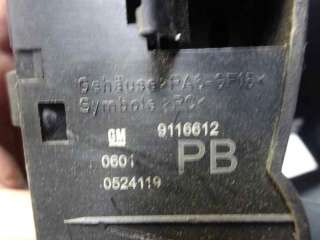 Gehäuse>PA6-GF15<
Symbole >PC<
GM 9116612
0601 PB
0524119